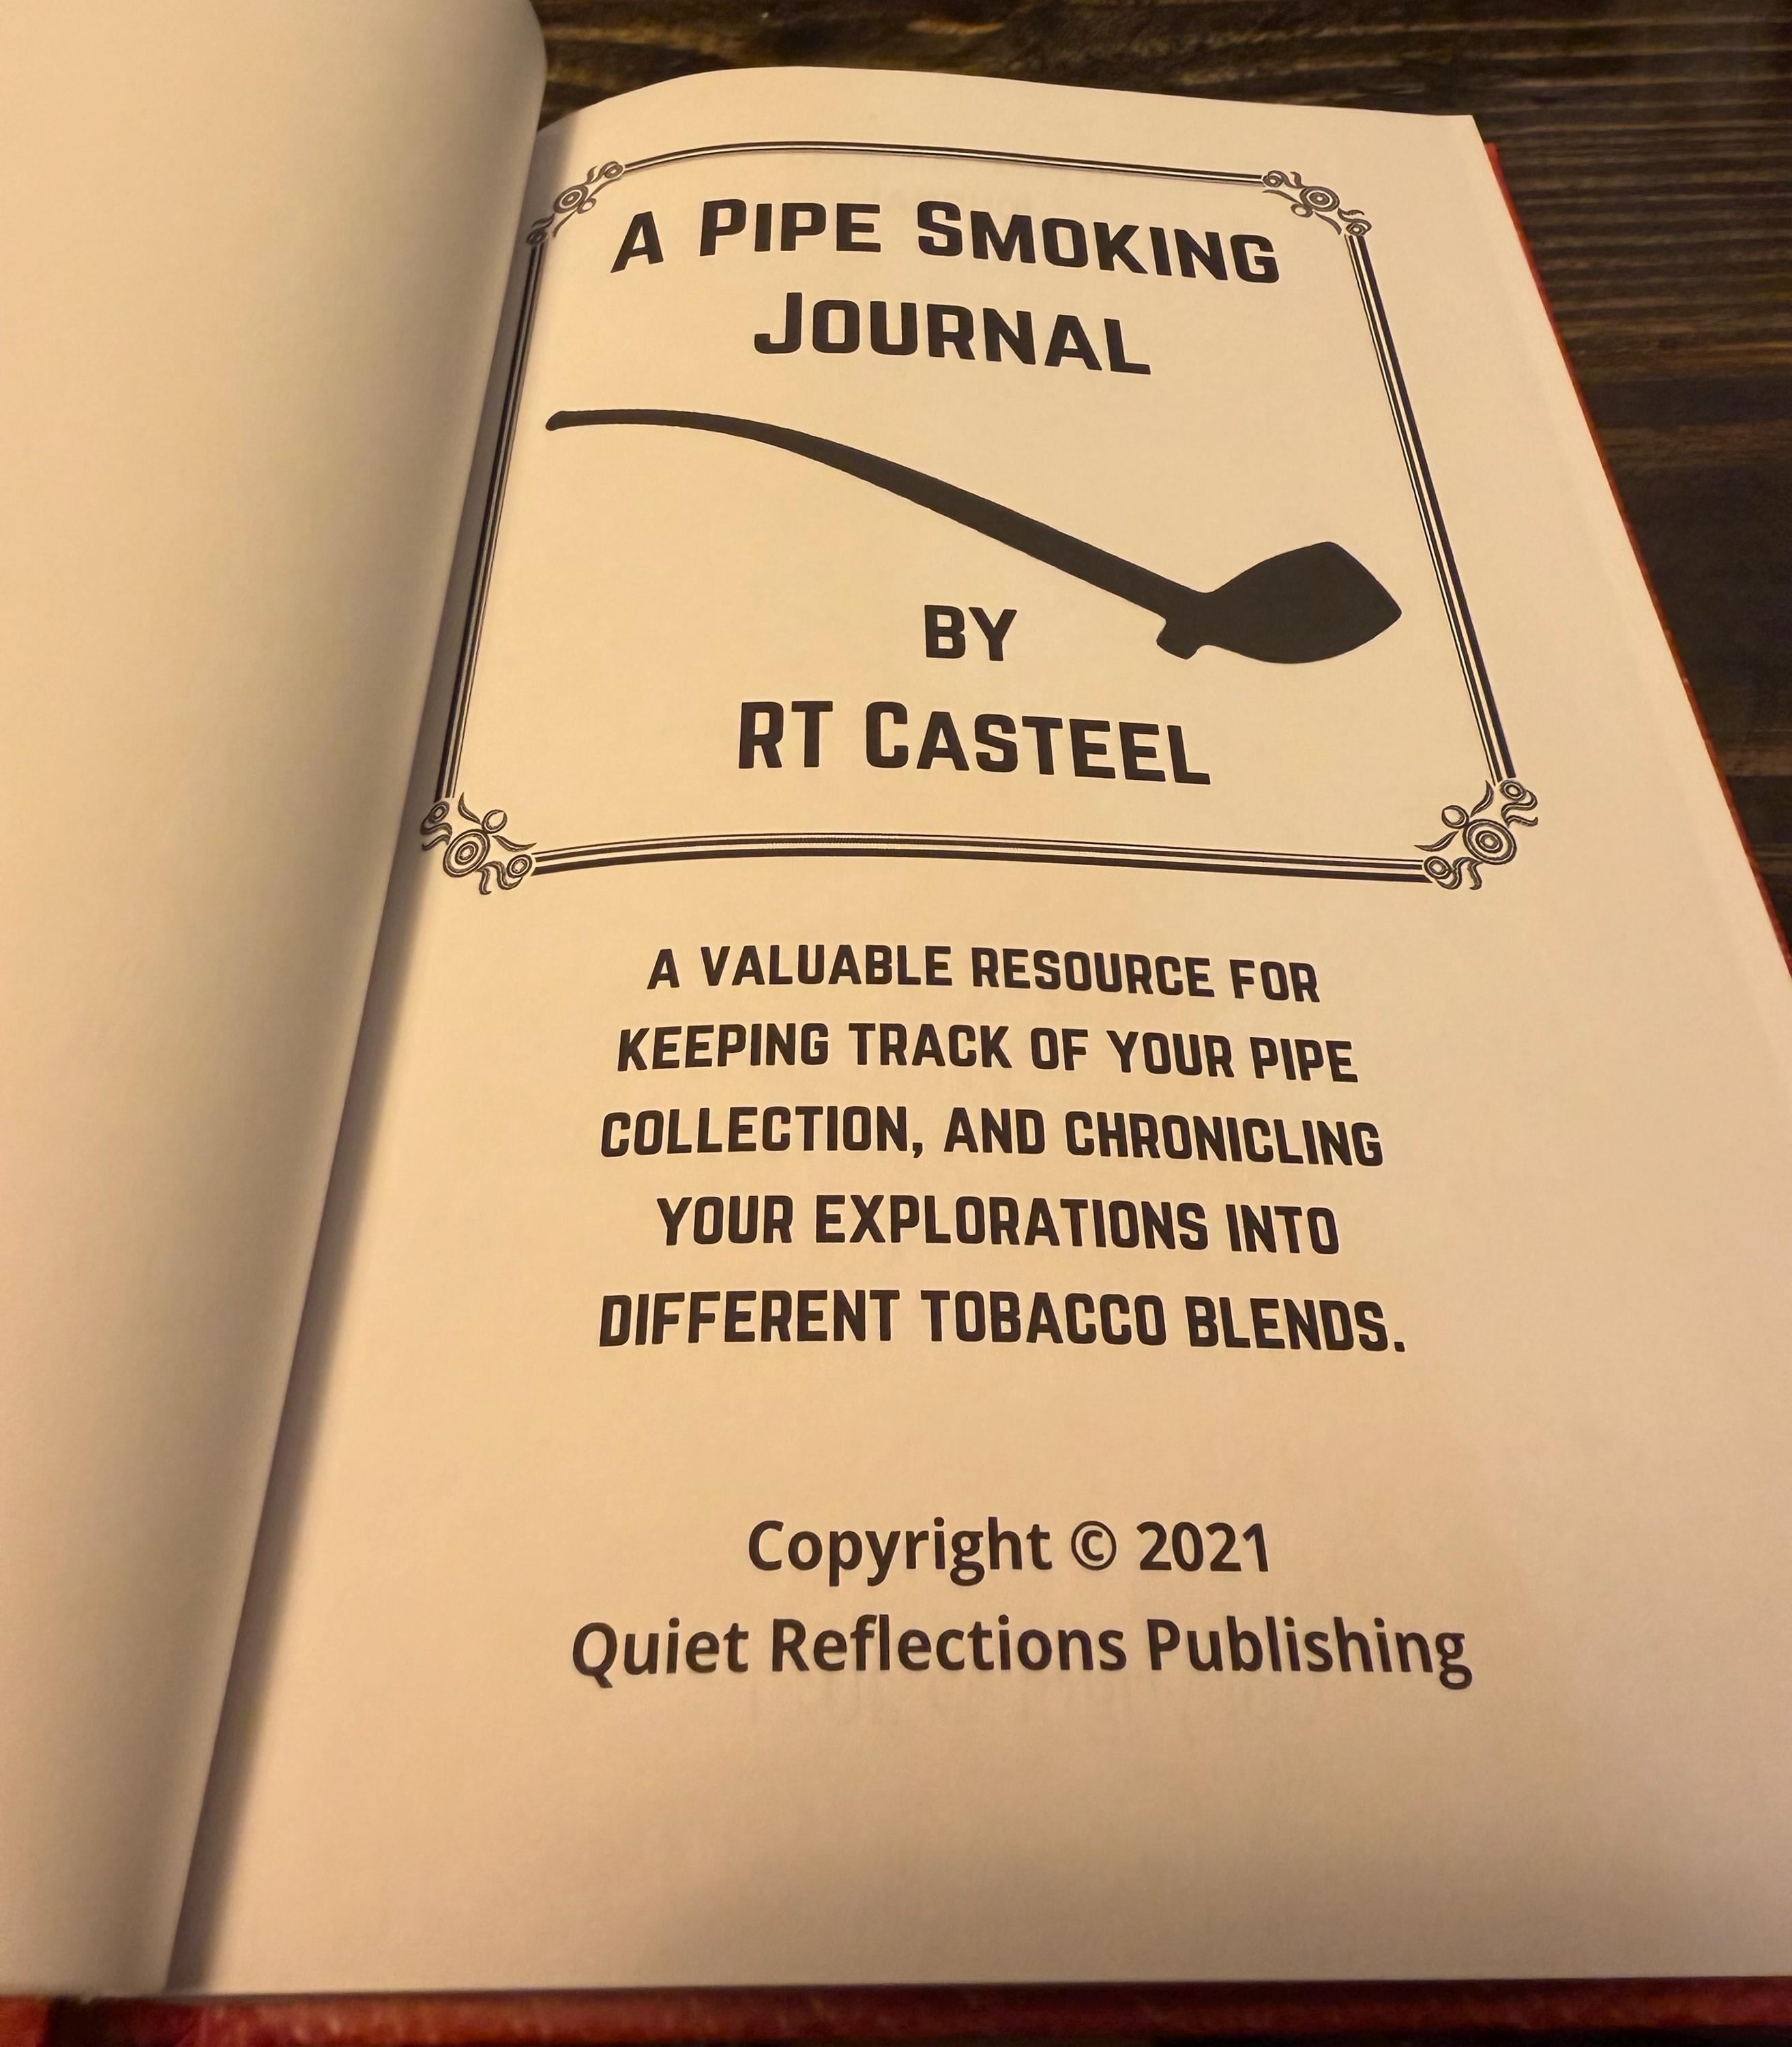 A PIPE SMOKING
JOURNAL
BY
RT CASTEEL
A VALUABLE RESOURCE FOR
KEEPING TRACK OF YOUR PIPE
COLLECTION, AND CHRONICLING
YOUR EXPLORATIONS INTO
DIFFERENT TOBACCO BLENDS.
Copyright © 2021
Quiet Reflections Publishing